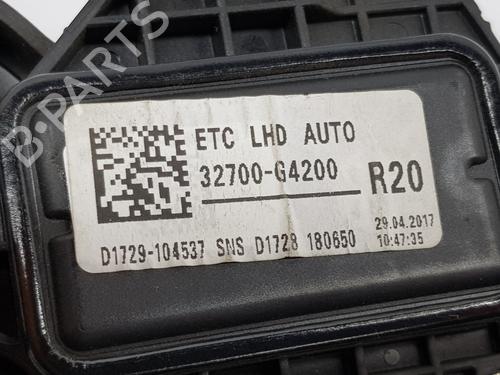 ETC LHD AUTO
32700-G4200
R20
29.04.2017
10:47:35
D1729-104537 SNS D1728 180650
B-PARTS